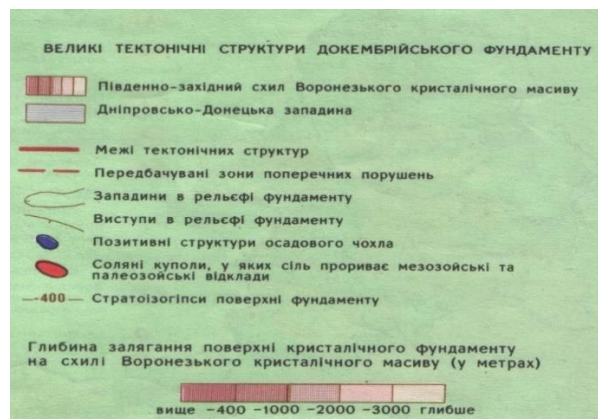 ВЕЛИКІ ТЕКТОНІЧНІ СТРУКТУРИ ДОКЕМБРІЙСЬКОГО ФУНДАМЕНТУ
Південно-західний схил Воронезького кристалічного масиву
Дніпровсько-Донецька западина
Межі тектонічних структур
Передбачувані зони поперечних порушень
Западини в рельєфі фундаменту
Виступи в рельєфі фундаменту
Позитивні структури осадового чохла
Соляні куполи, у яких сіль прориває мезозойські та
палеозойські відклади
-400- Стратоізогіпси поверхні фундаменту
Глибина залягання поверхні кристалічного фундаменту
на схилі Воронезького кристалічного масиву (у метрах)
вище -400 -1000 -2000 -3000 глибше